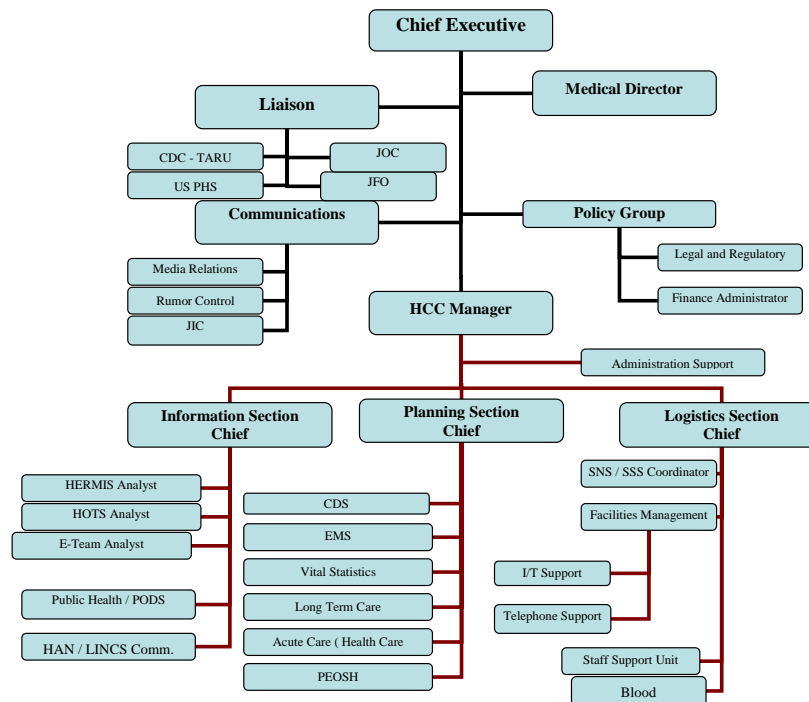 Chief Executive
Liaison
Medical Director
CDC - TARU
JOC
US PHS
JFO
Communications
Policy Group
Media Relations
Rumor Control
JIC
Legal and Regulatory
Finance Administrator
HCC Manager
Administration Support
Information Section
Chief
Planning Section
Chief
Logistics Section
Chief
HERMIS Analyst
HOTS Analyst
E-Team Analyst
Public Health / PODS
HAN / LINCS Comm.
CDS
EMS
Vital Statistics
Long Term Care
Acute Care ( Health Care
PEOSH
SNS / SSS Coordinator
Facilities Management
I/T Support
Telephone Support
Staff Support Unit
Blood